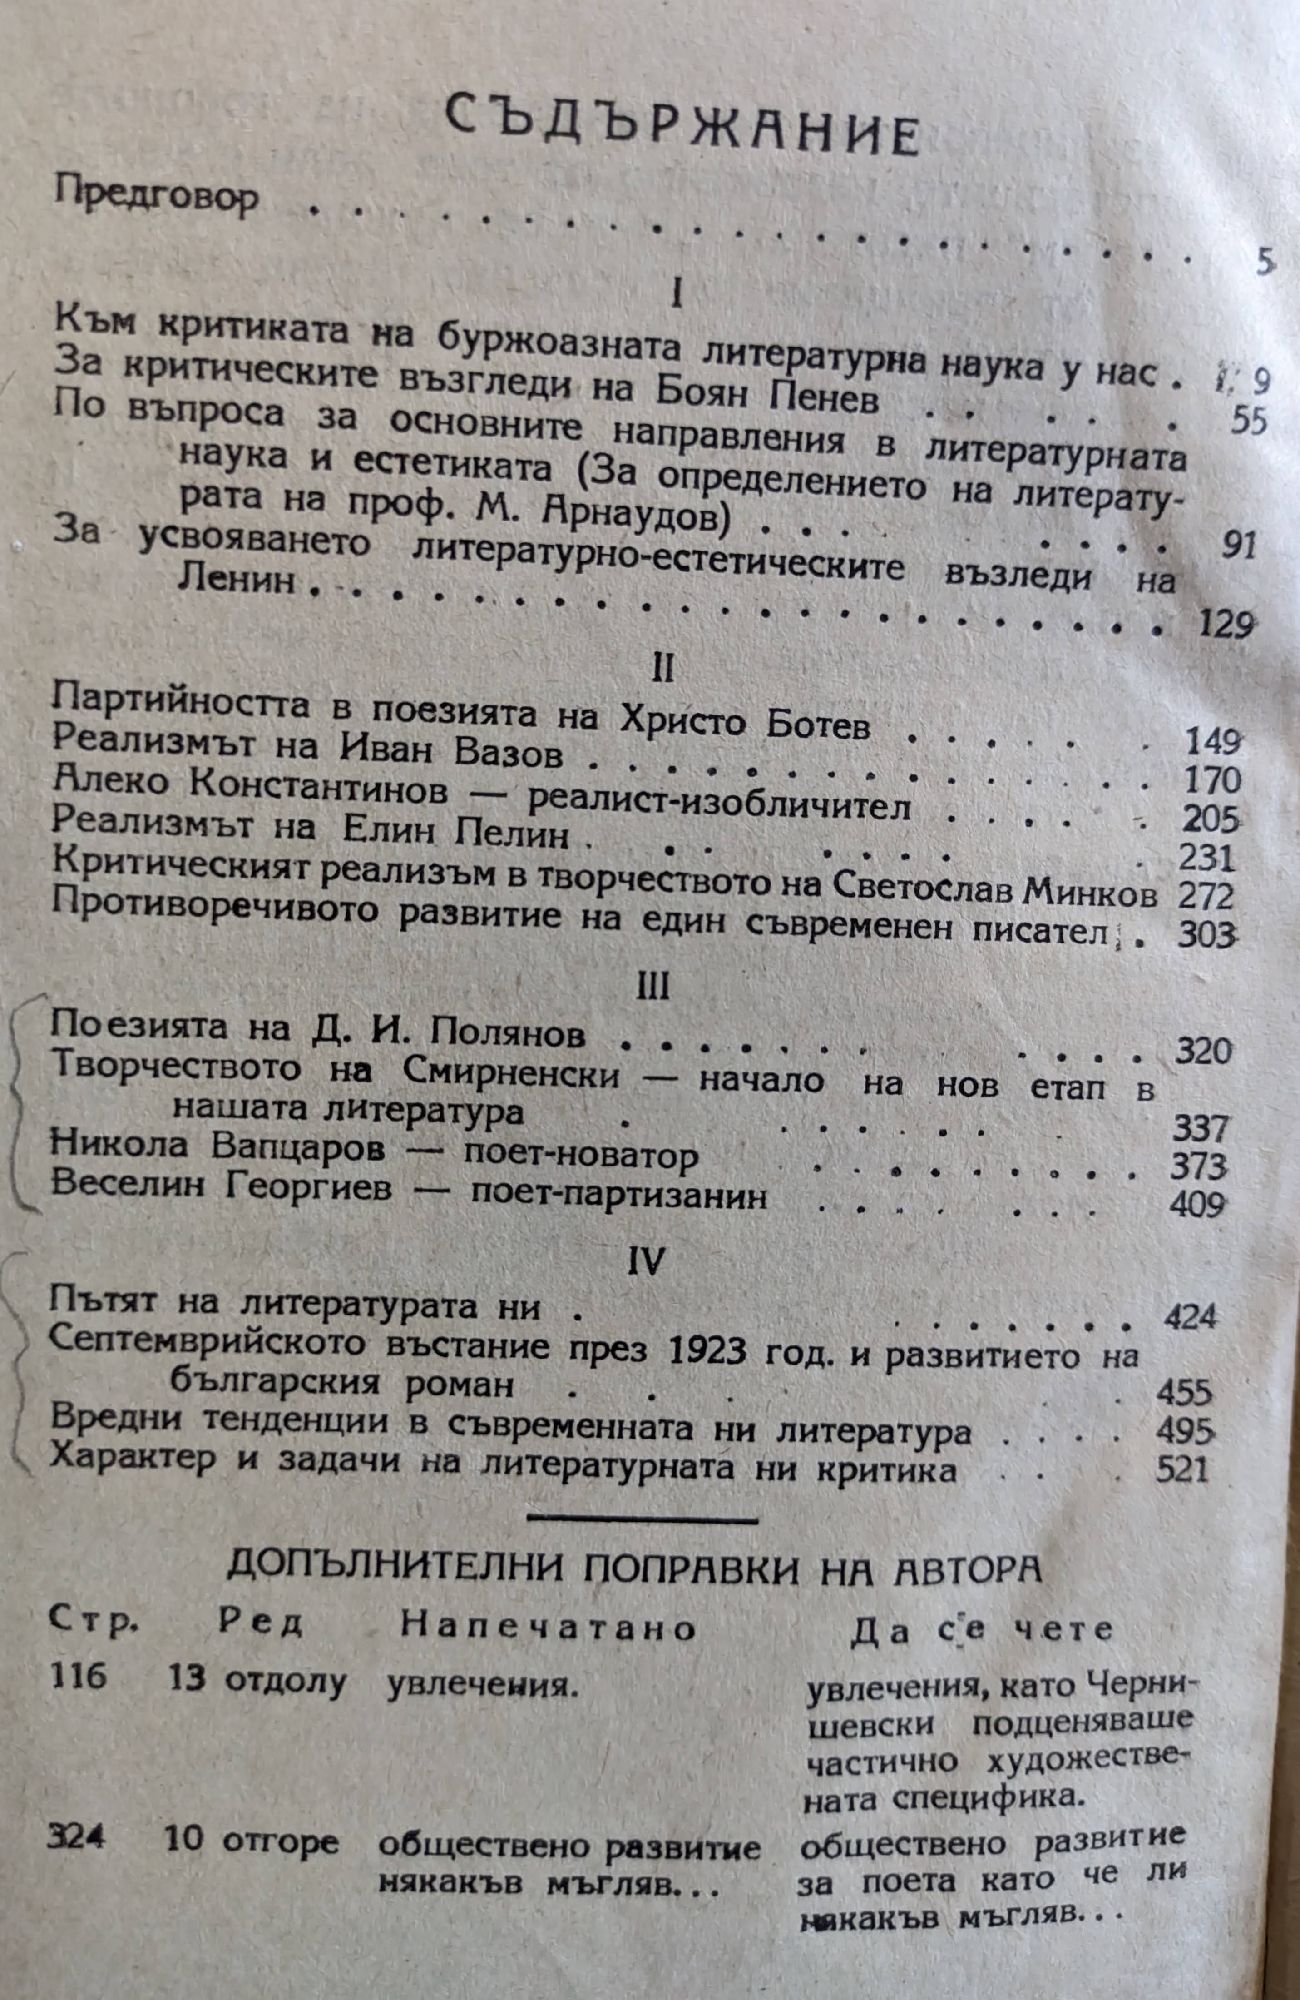 СЪДЪРЖАНИЕ
Предговор . . . . . . . . . . . . . . . . . . . . . . 5
I
Към критиката на буржоазната литературна наука у нас . 9
За критическите възгледи на Боян Пенев . . . . . . 55
По въпроса за основните направления в литературната
наука и естетиката (За определението на литерату-
рата на проф. М. Арнаудов) . . . . . . . 91
За усвояването литературно-естетическите възледи на
Ленин . . . . . . . . . . . . . . . . . . . . . 129
II
Партийността в поезията на Христо Ботев . . . . . . 149
Реализмът на Иван Вазов . . . . . . . . . . . . . . 170
Алеко Константинов — реалист-изобличител . . . . . 205
Реализмът на Елин Пелин . . . . . . . . 231
Критическият реализъм в творчеството на Светослав Минков 272
Противоречивото развитие на един съвременен писател . 303
III
Поезията на Д. И. Полянов . . . . . . . . . . . 320
Творчеството на Смирненски — начало на нов етап в
нашата литература . . . . . . . . 337
Никола Вапцаров — поет-новатор . . . . . . . . . 373
Веселин Георгиев — поет-партизанин . . . . . . . 409
IV
Пътят на литературата ни . . . . . . . . 424
Септемврийското въстание през 1923 год. и развитието на
българския роман . . . . . 455
Вредни тенденции в съвременната ни литература . . . . 495
Характер и задачи на литературната ни критика . . . 521
ДОПЪЛНИТЕЛНИ ПОПРАВКИ НА АВТОРА
Стр. Ред Напечатано Да се чете
116 13 отдолу увлечения. увлечения, като Черни-
шевски подценяваше
частично художестве-
ната специфика.
324 10 отгоре обществено развитие обществено развитие
някакъв мъгляв... за поета като че ли
някакъв мъгляв...